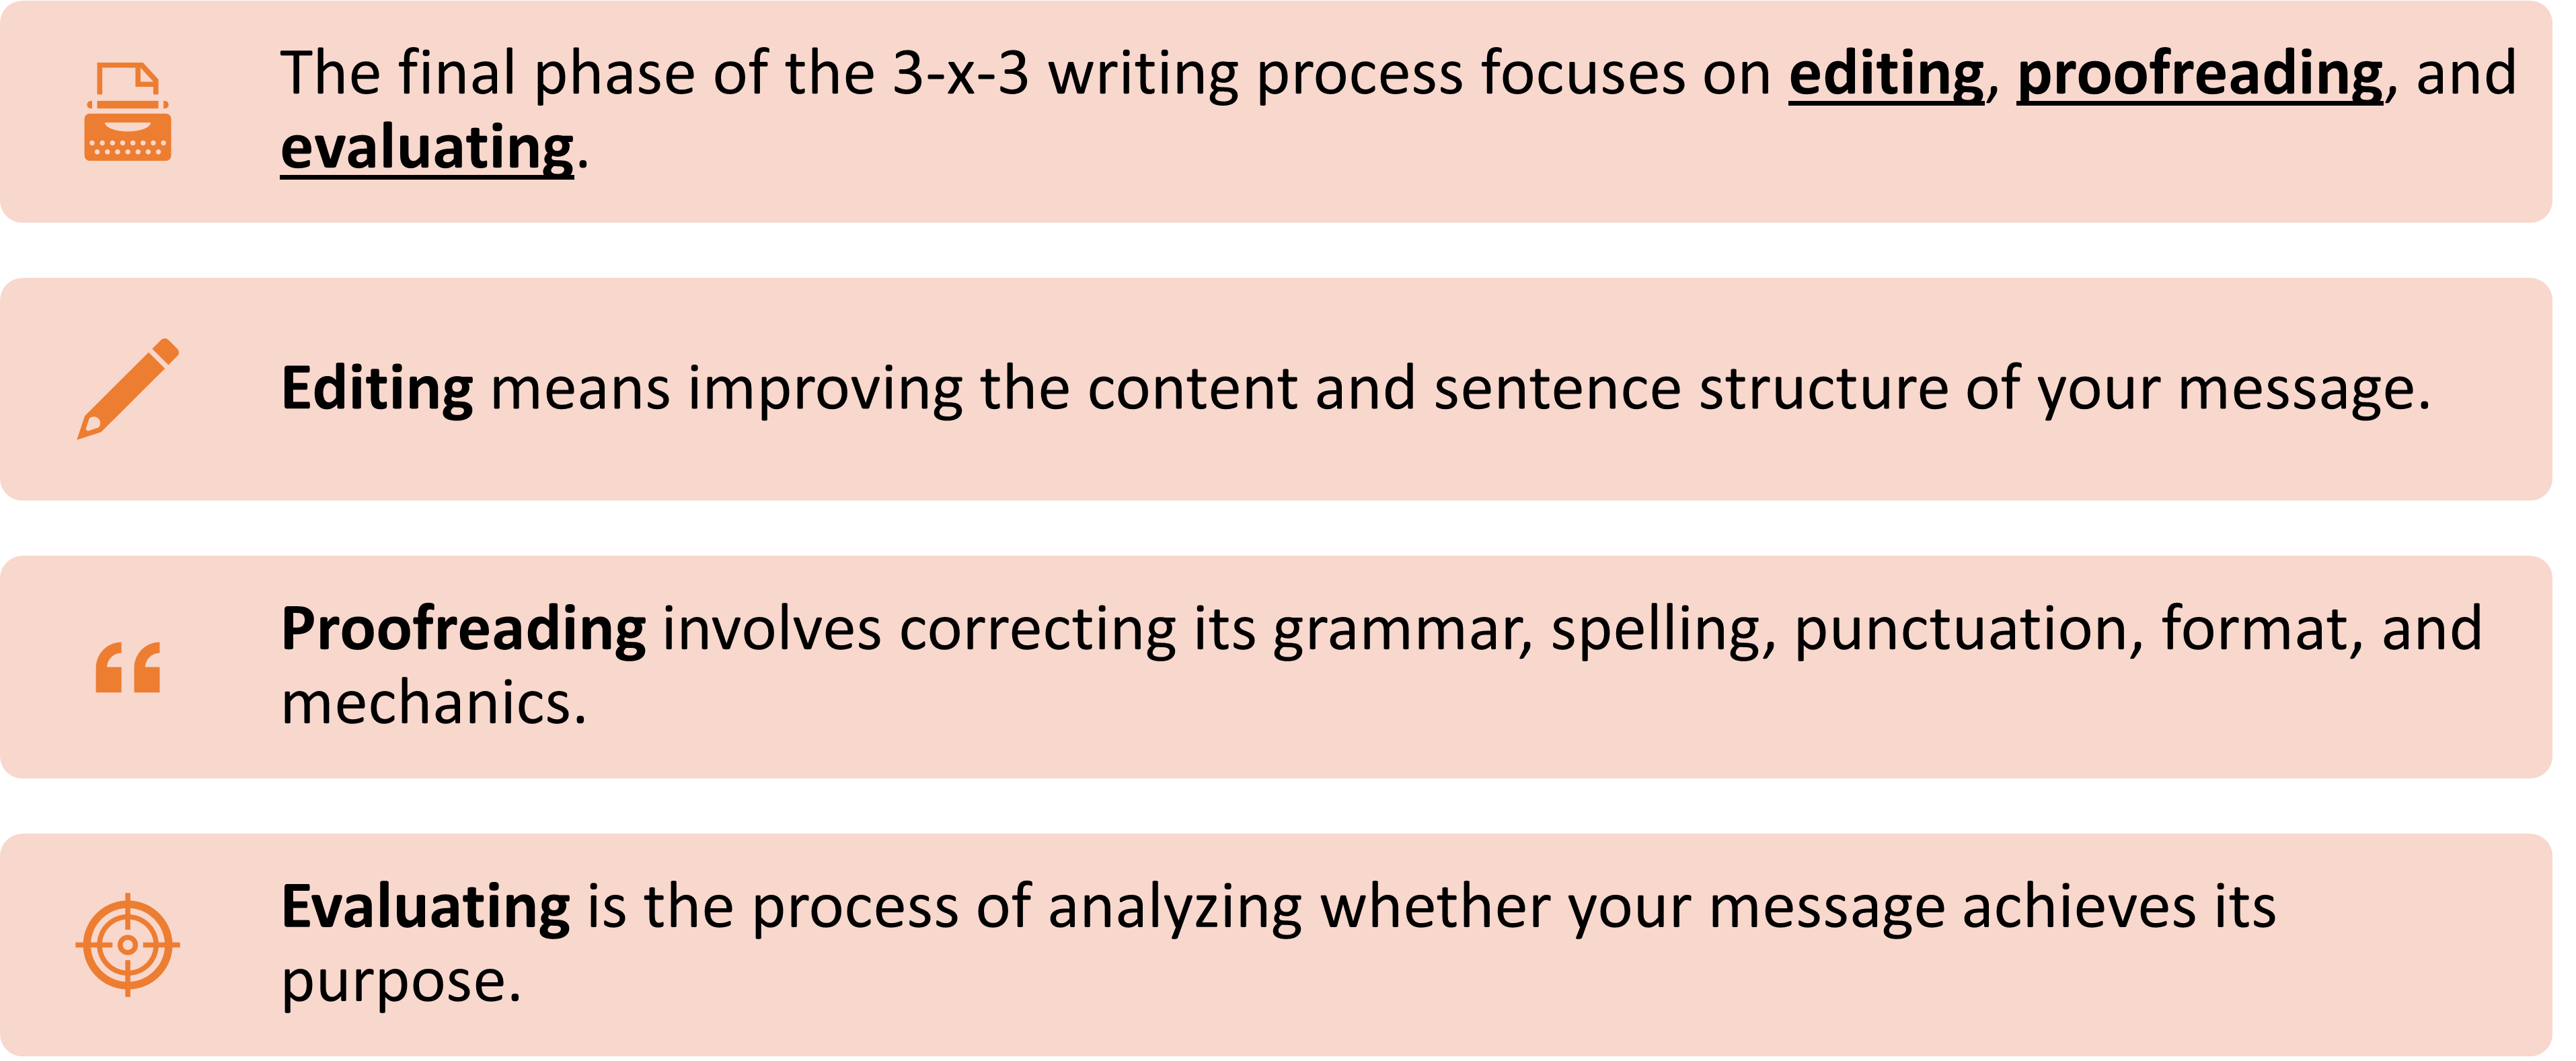 The final phase of the 3-x-3 writing process focuses on editing, proofreading, and
evaluating.
Editing means improving the content and sentence structure of your message.
Proofreading involves correcting its grammar, spelling, punctuation, format, and
mechanics.
Evaluating is the process of analyzing whether your message achieves its
purpose.